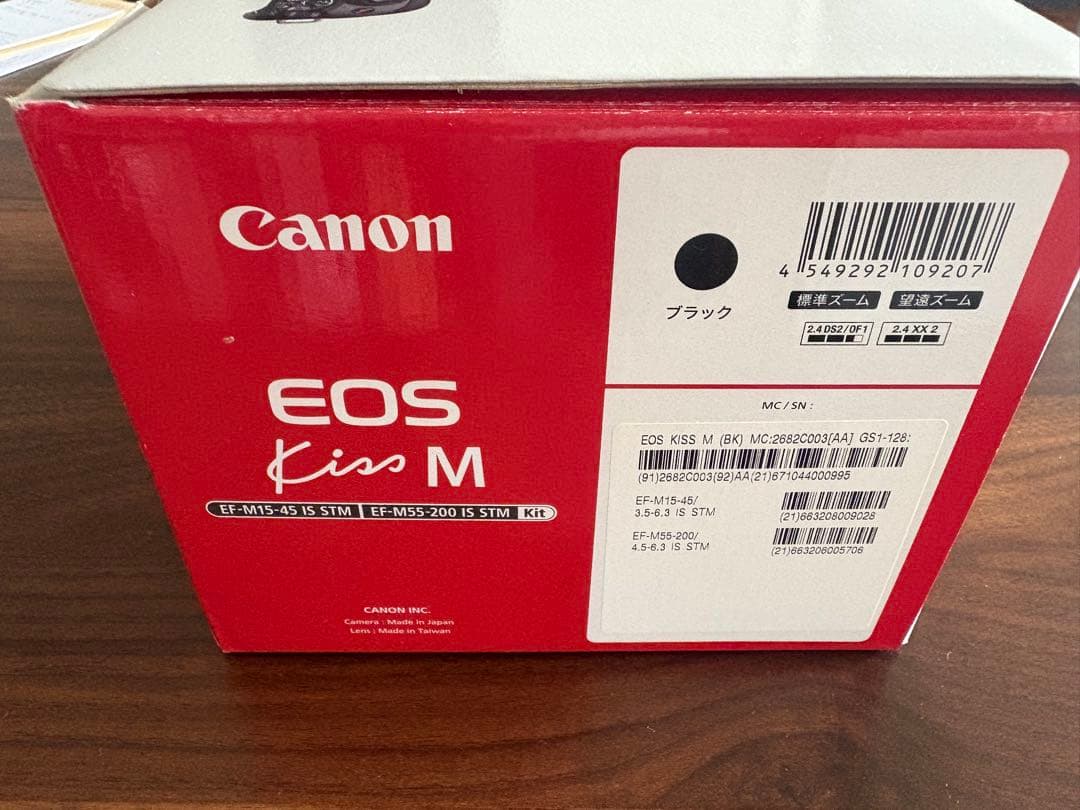 Canon
EOS
Kiss M
EF-M15-45 IS STM | EF-M55-200 IS STM Kit
CANON INC.
Camera : Made in Japan
Lens : Made in Taiwan
ブラック
4 549292 109207
標準ズーム 望遠ズーム
2.4 DS2/0F1 2.4 XX 2
MC/SN :
EOS KISS M (BK) MC:2682C003[AA] GS1-128:
(91)2682C003(92)AA(21)671044000995
EF-M15-45/
3.5-6.3 IS STM
(21)663208009028
EF-M55-200/
4.5-6.3 IS STM
(21)663206005706